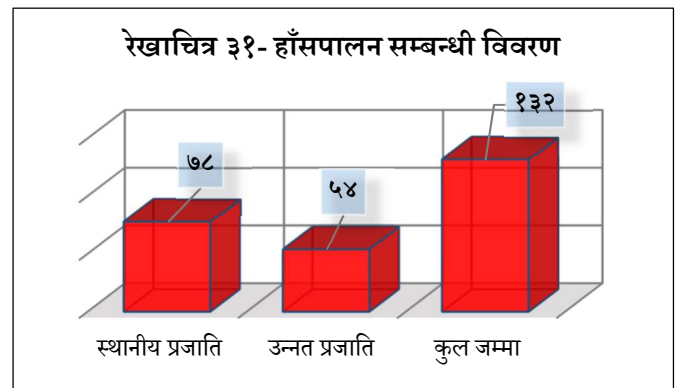 रेखाचित्र ३१- हाँसपालन सम्बन्धी विवरण
७८
५४
१३२
स्थानीय प्रजाति
उन्नत प्रजाति
कुल जम्मा